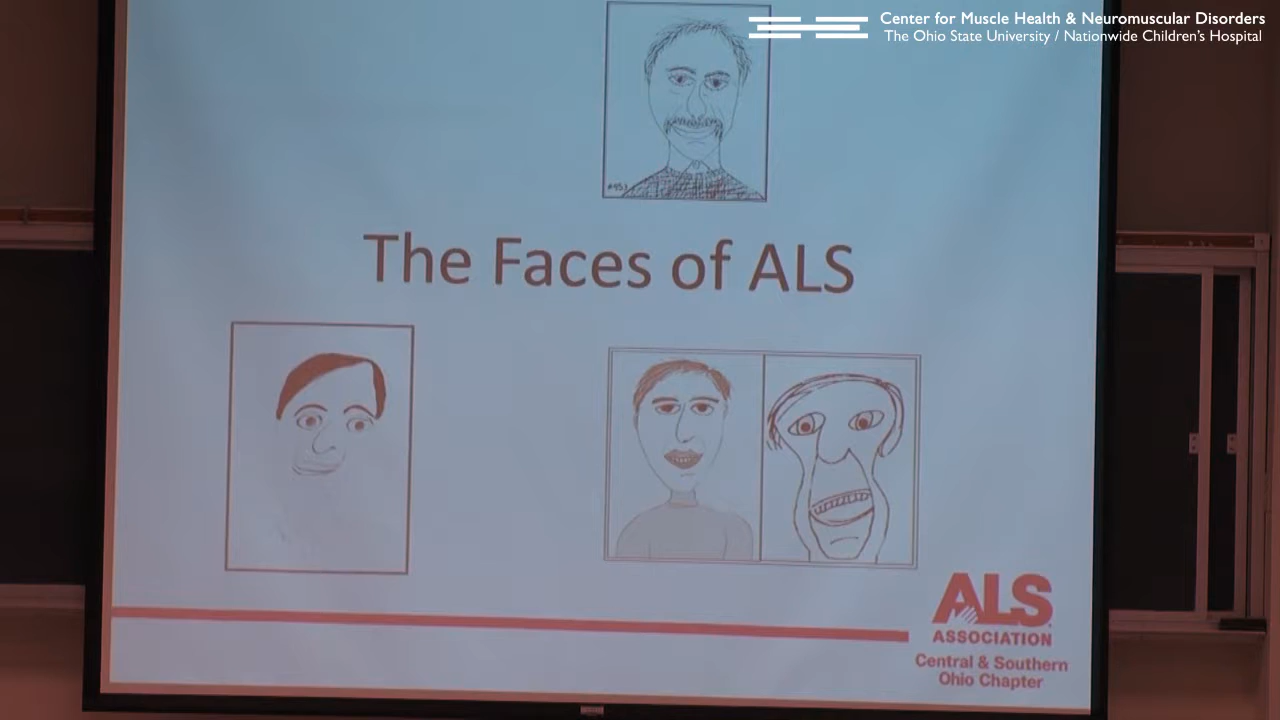 Center for Muscle Health & Neuromuscular Disorders
The Ohio State University / Nationwide Children's Hospital
The Faces of ALS
ALS
ASSOCIATION
Central & Southern
Ohio Chapter